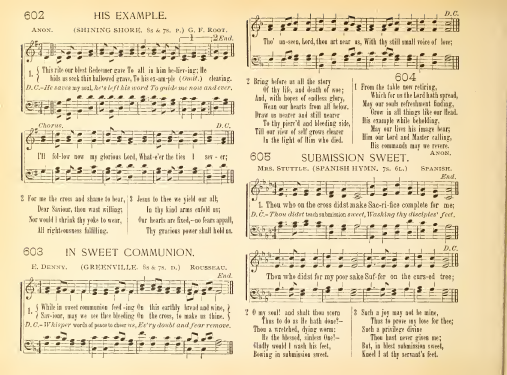 602 HIS EXAMPLE.
ANON. (SHINING SHORE, 8s & 7s. P.) G. F. ROOT.
1 2 End.
1. { This rite our blest Redeemer gave To all in him be-liev-ing; He
bids us seek this hallowed grave, To his ex-am-ple (Omit.) clearing.
D. C.—He saves my soul, he's left his word To guide me now and ever.
Chorus. D.C.
I'll fol-low now my glorious Lord, What-e'er the ties I sev-er;
2 For me the cross and shame to bear,
Dear Saviour, thou wast willing;
Nor would I shrink thy yoke to wear,
All righteousness fulfilling.
3 Jesus to thee we yield our all,
In thy kind arms enfold us;
Our hearts are fixed,—no fears appall,
Thy gracious power shall hold us.
603 IN SWEET COMMUNION.
E. DENNY. (GREENVILLE. 8s & 7s. D.) ROUSSEAU.
End.
1. { While in sweet communion feed-ing On this earthly bread and wine, }
Saviour, may we see thee bleeding On the cross, to make us thine. }
D. C.—Whisper words of peace to cheer us, Ev'ry doubt and fear remove.
D.C.
Tho' un-seen, Lord, thou art near us, With thy still small voice of love;
2 Bring before us all the story
Of thy life, and death of woe;
And, with hopes of endless glory,
Wean our hearts from all below.
Draw us nearer and still nearer
To thy pierc'd and bleeding side,
Till our view of self grows clearer
In the light of Him who died.
604
1 From the table now retiring,
Which for us the Lord hath spread,
May our souls refreshment finding,
Grow in all things like our Head.
His example while beholding,
May our lives his image bear;
Him our Lord and Master calling,
His commands may we revere.
ANON.
605 SUBMISSION SWEET.
MRS. STUTTLE. (SPANISH HYMN, 7s. 6L.) SPANISH.
End.
1. Thou who on the cross didst make Sac-ri-fice complete for me;
D. C.—Thou didst teach submission sweet, Washing thy disciples' feet.
D.C.
Thou who didst for my poor sake Suf-fer on the curs-ed tree;
2 O my soul! and shalt thou scorn
Thus to do as He hath done?—
Thou a wretched, dying worm:
He the blessed, sinless One!—
Gladly would I wash his feet,
Bowing in submission sweet.
3 Such a joy may not be mine,
Thus to prove my love for thee;
Such a privilege divine
Thou hast never given me;
But, in blest submission sweet,
Kneel I at thy servant's feet.